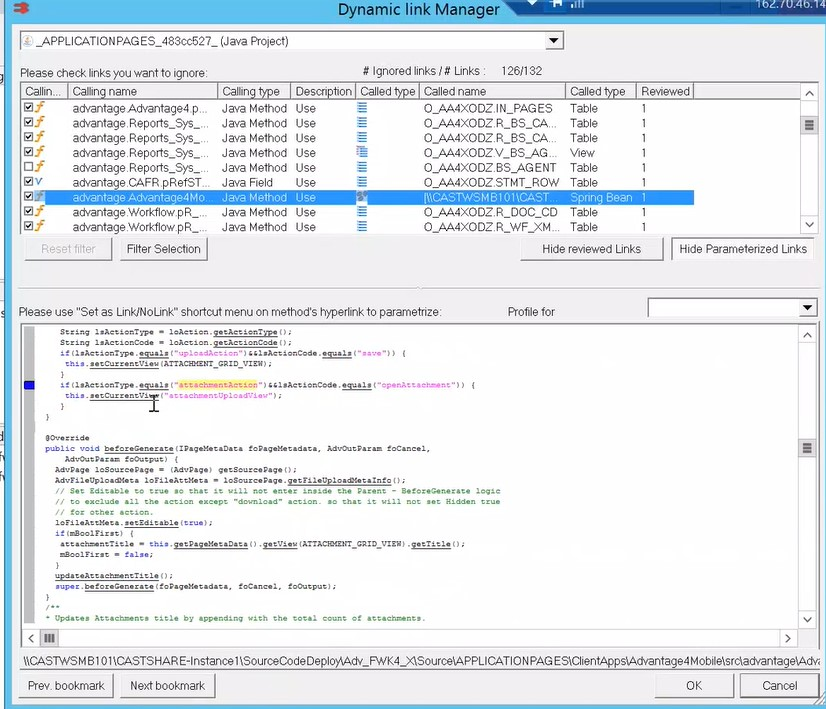 Dynamic link Manager
162.70.46.14
_APPLICATIONPAGES_483cc527_ (Java Project)
Please check links you want to ignore:
# Ignored links / # Links : 126/132
Callin... Calling name Calling type Description Called type Called name Called type Reviewed
advantage.Advantage4.p... Java Method Use O_AA4XODZ.IN_PAGES Table 1
advantage.Reports_Sys_... Java Method Use O_AA4XODZ.R_BS_CA... Table 1
advantage.Reports_Sys_... Java Method Use O_AA4XODZ.R_BS_CA... Table 1
advantage.Reports_Sys_... Java Method Use O_AA4XODZ.V_BS_AG... View 1
advantage.Reports_Sys_... Java Method Use O_AA4XODZ.BS_AGENT Table 1
advantage.CAFR.pRefST... Java Field Use O_AA4XODZ.STMT_ROW Table 1
advantage.Advantage4Mo... Java Method Use [\\CASTWSMB101\CAST... Spring Bean 1
advantage.Workflow.pR_... Java Method Use O_AA4XODZ.R_DOC_CD Table 1
advantage.Workflow.pR_... Java Method Use O_AA4XODZ.R_WF_XM... Table 1
Reset filter Filter Selection Hide reviewed Links Hide Parameterized Links
Please use "Set as Link/NoLink" shortcut menu on method's hyperlink to parametrize: Profile for
String lsActionType = loAction.getActionType();
String lsActionCode = loAction.getActionCode();
if(lsActionType.equals("uploadAction")&&lsActionCode.equals("save")) {
this.setCurrentView(ATTACHMENT_GRID_VIEW);
}
if(lsActionType.equals("attachmentAction")&&lsActionCode.equals("openAttachment")) {
this.setCurrentView("attachmentUploadView");
}
}
@Override
public void beforeGenerate(IPageMetaData foPageMetadata, AdvOutParam foCancel,
AdvOutParam foOutput) {
AdvPage loSourcePage = (AdvPage) getSourcePage();
AdvFileUploadMeta loFileAttMeta = loSourcePage.getFileUploadMetaInfo();
// Set Editable to true so that it will not enter inside the Parent - BeforeGenerate logic
// to exclude all the action except "download" action. so that it will not set Hidden true
// for other action.
loFileAttMeta.setEditable(true);
if(mBoolFirst) {
attachmentTitle = this.getPageMetaData().getView(ATTACHMENT_GRID_VIEW).getTitle();
mBoolFirst = false;
}
updateAttachmentTitle();
super.beforeGenerate(foPageMetadata, foCancel, foOutput);
}
/**
* Updates Attachments title by appending with the total count of attachments.
\\CASTWSMB101\CASTSHARE-Instance1\SourceCodeDeploy\Adv_FWK4_X\Source\APPLICATIONPAGES\ClientApps\Advantage4Mobile\src\advantage\Adva
Prev. bookmark Next bookmark OK Cancel